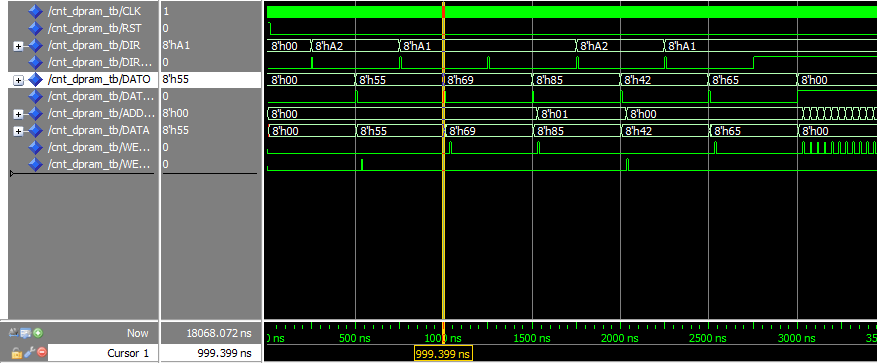 /cnt_dpram_tb/CLK 1
/cnt_dpram_tb/RST 0
/cnt_dpram_tb/DIR 8'hA1 8'h00 8'hA2 8'hA1 8'hA2 8'hA1
/cnt_dpram_tb/DIR... 0
/cnt_dpram_tb/DATO 8'h55 8'h00 8'h55 8'h69 8'h85 8'h42 8'h65 8'h00
/cnt_dpram_tb/DAT... 0
/cnt_dpram_tb/ADD... 8'h00 8'h00 8'h01 8'h00
/cnt_dpram_tb/DATA 8'h55 8'h00 8'h55 8'h69 8'h85 8'h42 8'h65 8'h00
/cnt_dpram_tb/WE... 0
/cnt_dpram_tb/WE... 0
Now 18068.072 ns ns 500 ns 1000 ns 1500 ns 2000 ns 2500 ns 3000 ns 35
Cursor 1 999.399 ns 999.399 ns